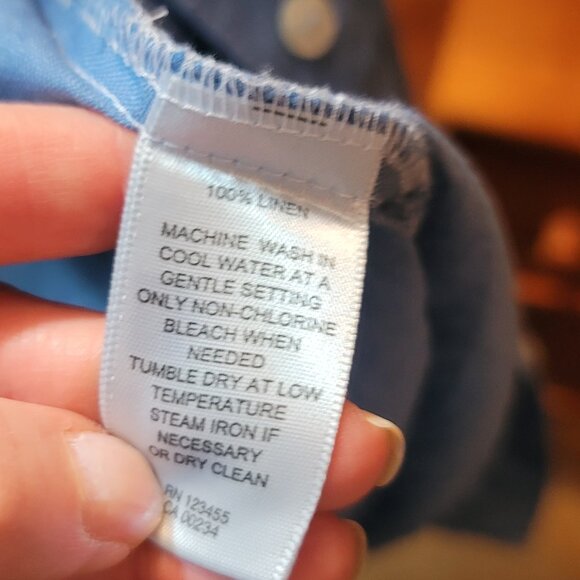 100% LINEN
MACHINE WASH IN
COOL WATER AT A
GENTLE SETTING
ONLY NON-CHLORINE
BLEACH WHEN
NEEDED
TUMBLE DRY AT LOW
TEMPERATURE
STEAM IRON IF
NECESSARY
OR DRY CLEAN
RN 123455
CA 00234